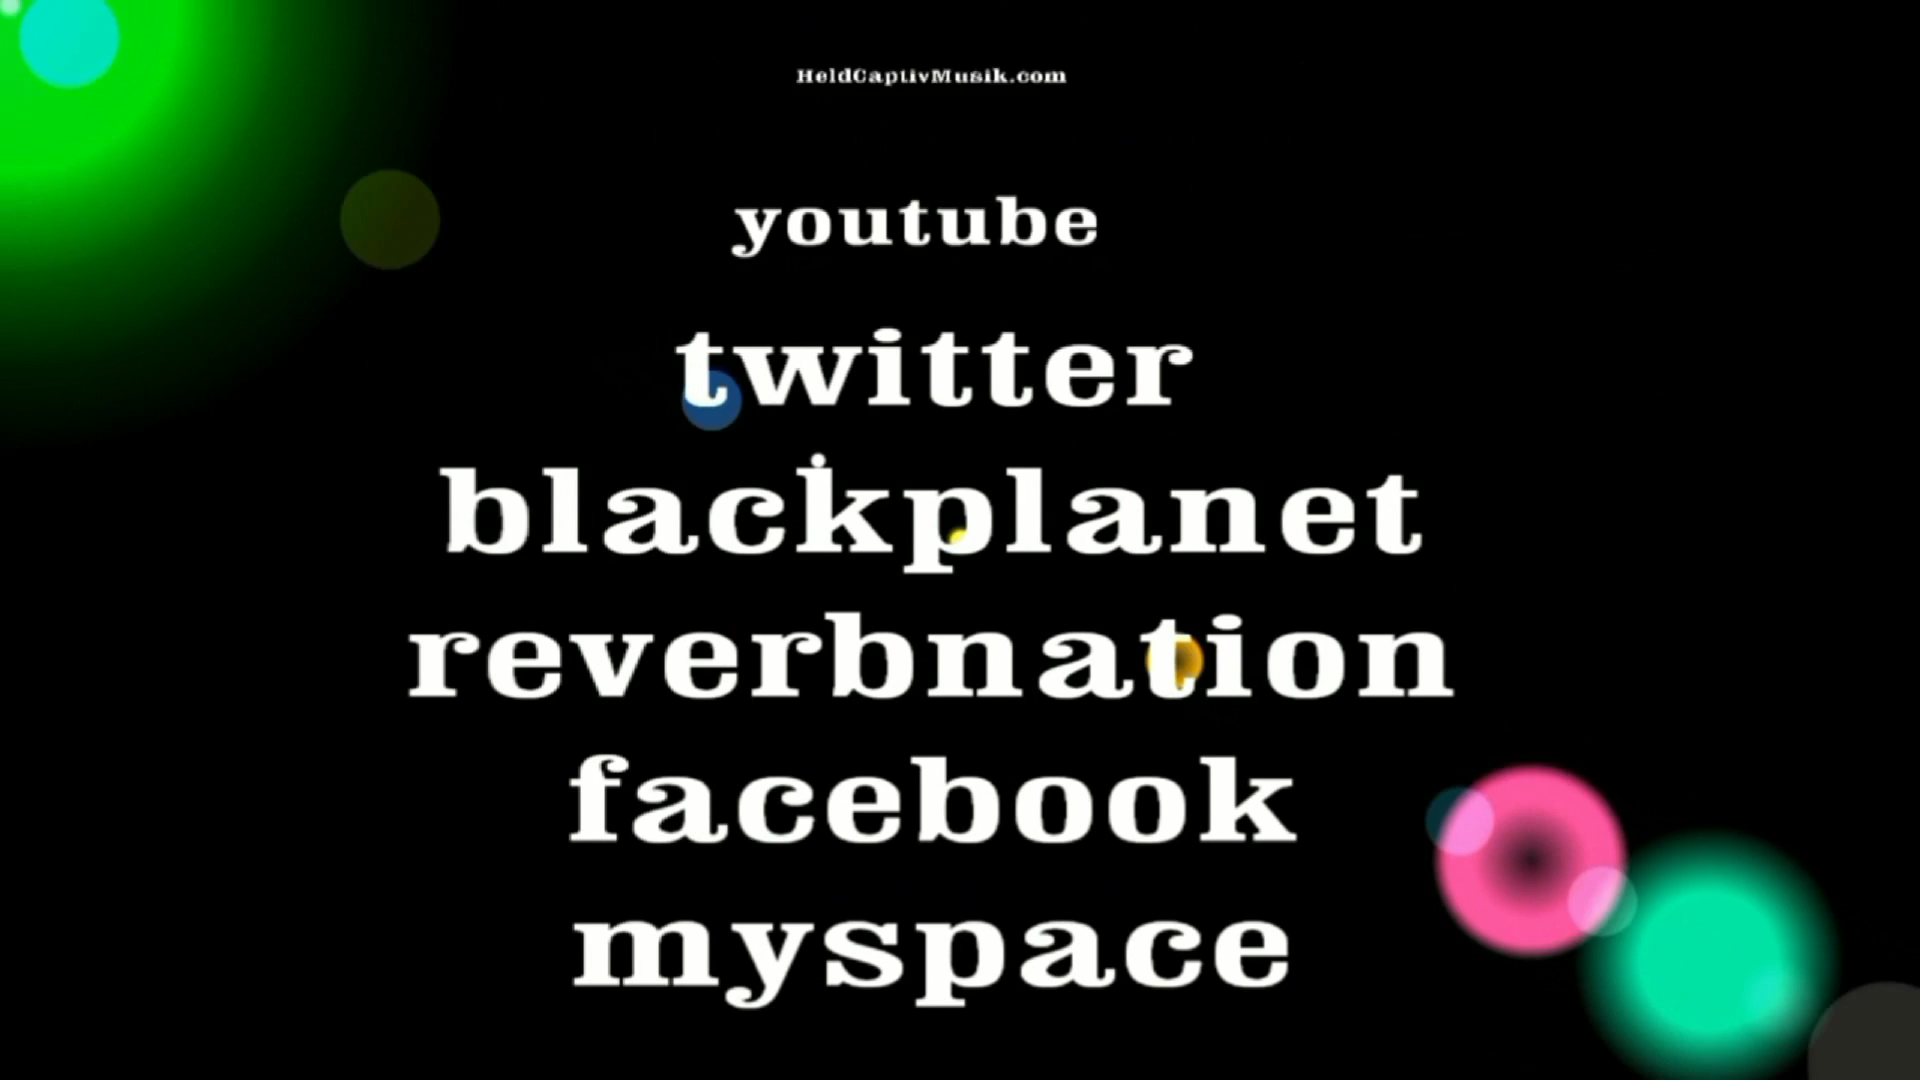 HeldCaptivMusik.com
youtube
twitter
blackplanet
reverbnation
facebook
myspace